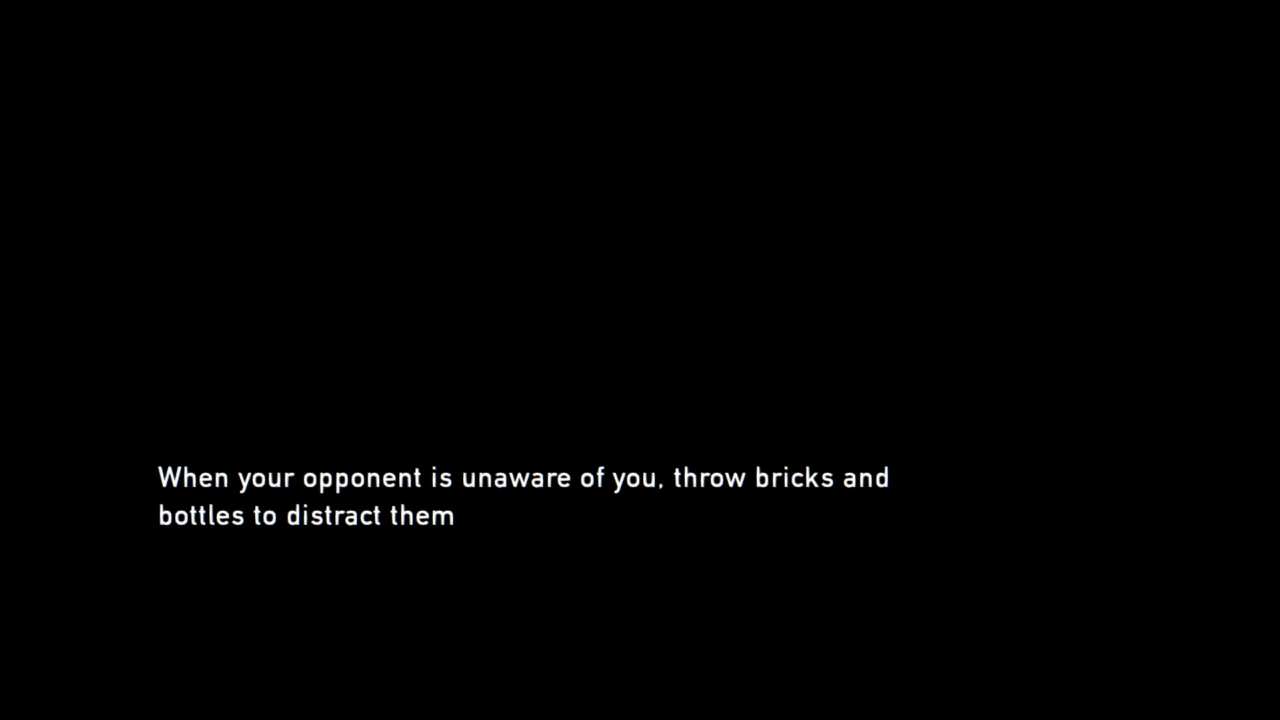 When your opponent is unaware of you, throw bricks and
bottles to distract them